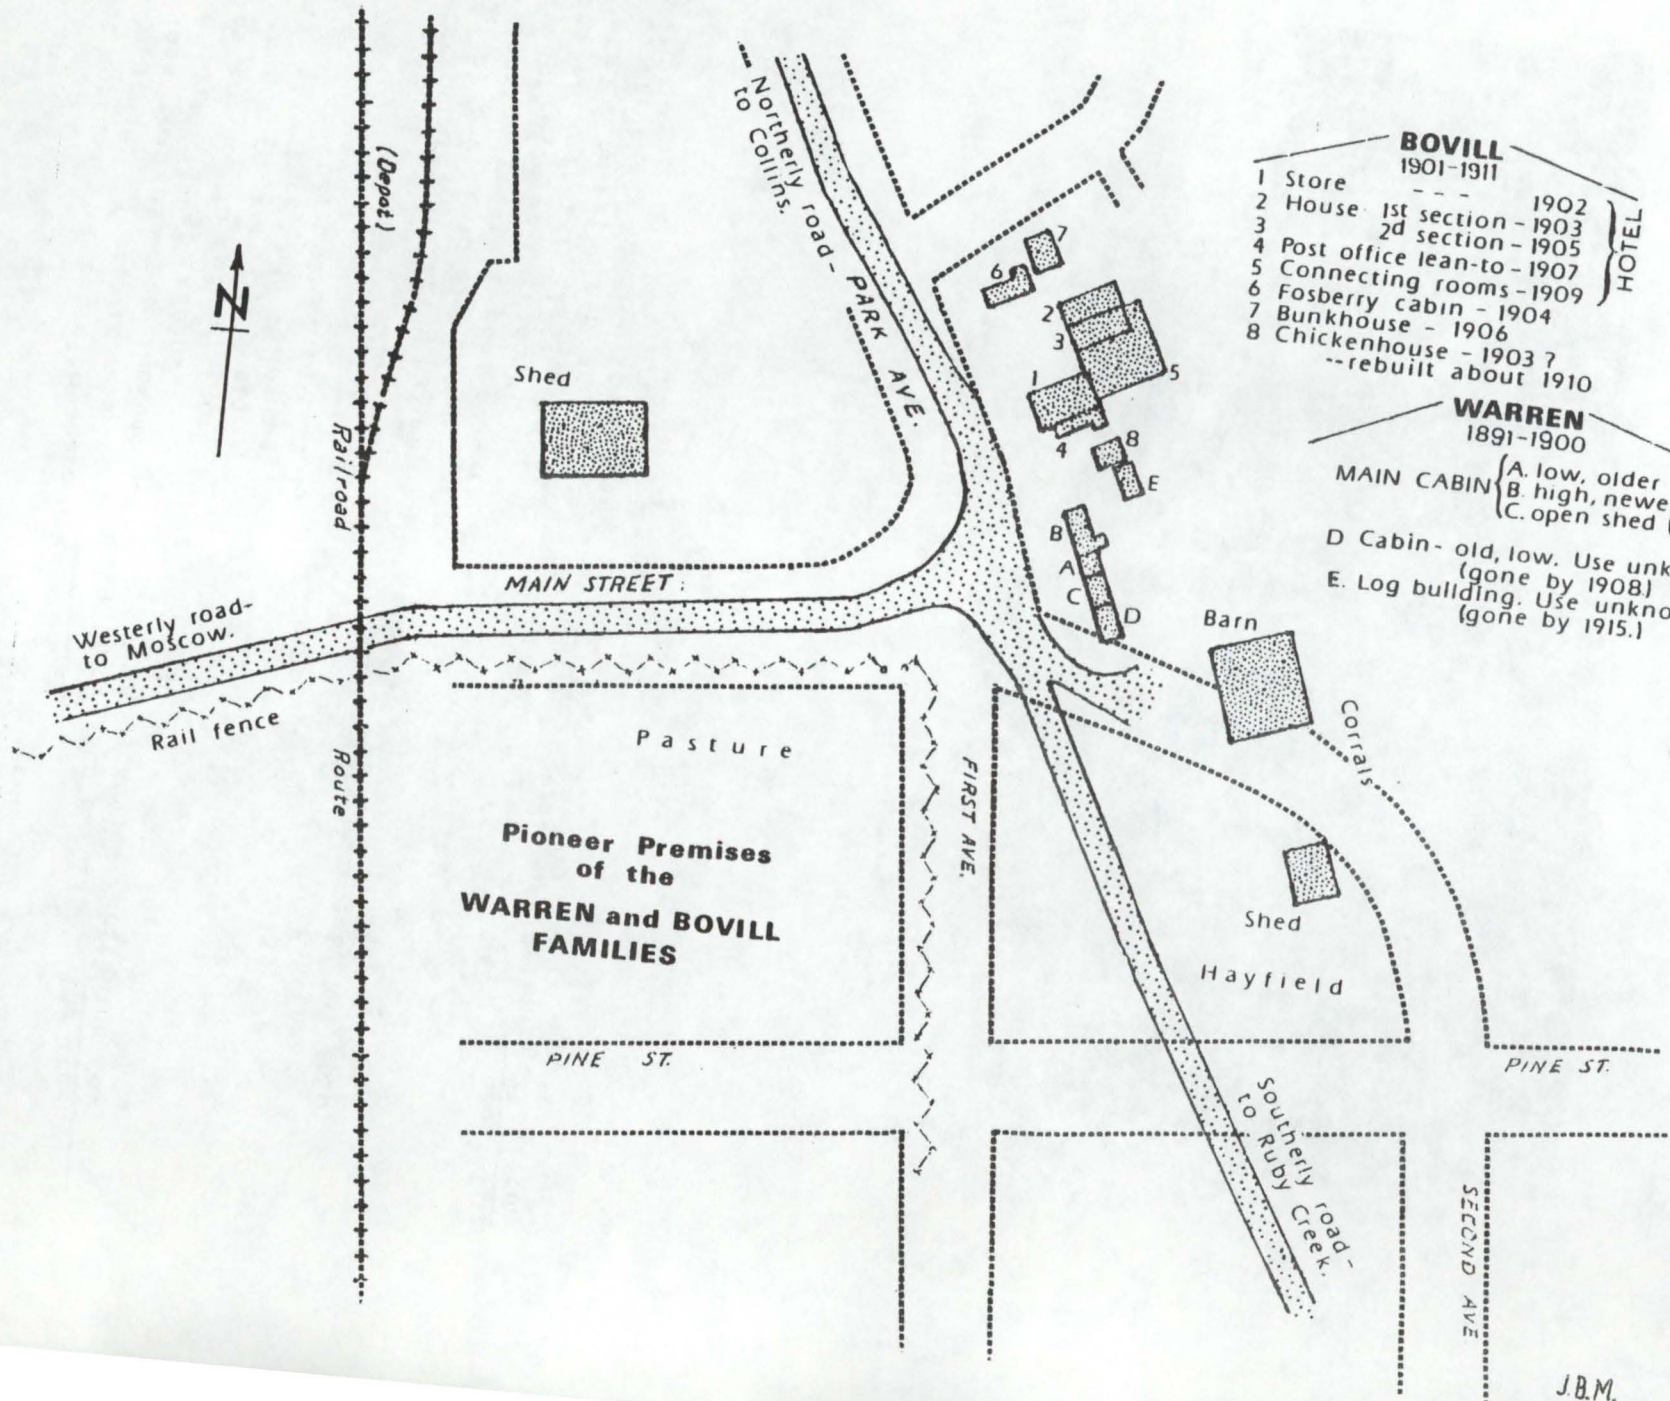 (Depot)
N
Northerly road-
to Collins.
PARK AVE.
Shed
Railroad
Route
MAIN STREET
Westerly road-
to Moscow.
Rail fence
Pasture
Pioneer Premises
of the
WARREN and BOVILL
FAMILIES
FIRST AVE.
PINE ST.
7
6
2
3
1
5
4
8
E
B
A
C
D
Barn
Corrals
Shed
Hayfield
PINE ST.
Southerly road-
to Ruby Creek.
SECOND AVE
BOVILL
1901-1911
1 Store - - - 1902
2 House 1st section - 1903
3 2d section - 1905
4 Post office lean-to - 1907
5 Connecting rooms - 1909
HOTEL
6 Fosberry cabin - 1904
7 Bunkhouse - 1906
8 Chickenhouse - 1903 ?
--rebuilt about 1910
WARREN
1891-1900
MAIN CABIN
A. low, older
B. high,
C. open shed
D Cabin - old, low. Use
(gone by 1908)
E. Log building. Use
(gone by 1915.)
J.B.M.